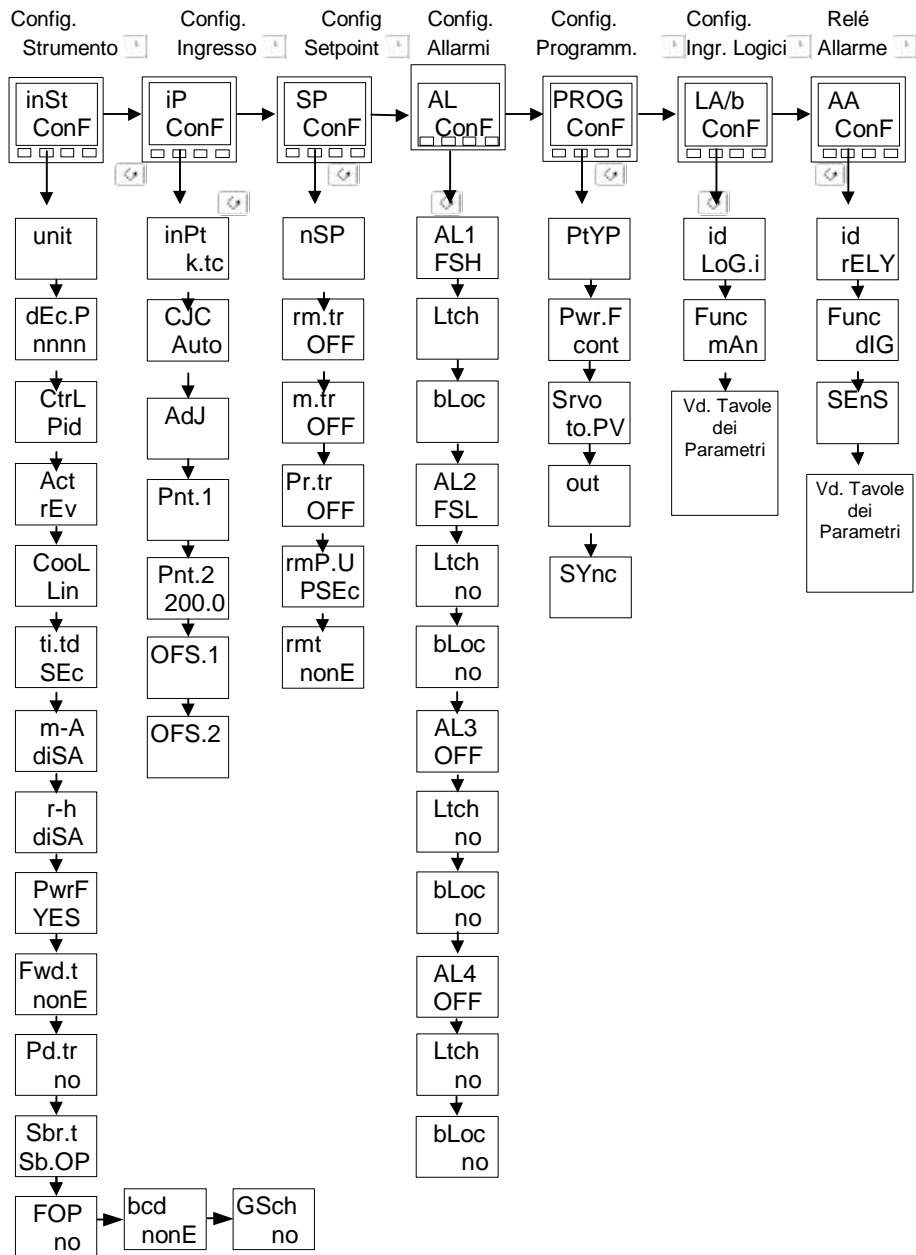 Config.
Strumento
Config.
Ingresso
Config
Setpoint
Config.
Allarmi
Config.
Programm.
Config.
Ingr. Logici
Relé
Allarme
inSt
ConF
iP
ConF
SP
ConF
AL
ConF
PROG
ConF
LA/b
ConF
AA
ConF
unit
dEc.P
nnnn
CtrL
Pid
Act
rEv
CooL
Lin
ti.td
SEc
m-A
diSA
r-h
diSA
PwrF
YES
Fwd.t
nonE
Pd.tr
no
Sbr.t
Sb.OP
FOP
no
bcd
nonE
GSch
no
inPt
k.tc
CJC
Auto
AdJ
Pnt.1
Pnt.2
200.0
OFS.1
OFS.2
nSP
rm.tr
OFF
m.tr
OFF
Pr.tr
OFF
rmP.U
PSEc
rmt
nonE
AL1
FSH
Ltch
bLoc
AL2
FSL
Ltch
no
bLoc
no
AL3
OFF
Ltch
no
bLoc
no
AL4
OFF
Ltch
no
bLoc
no
PtYP
Pwr.F
cont
Srvo
to.PV
out
SYnc
id
LoG.i
Func
mAn
Vd. Tavole
dei
Parametri
id
rELY
Func
dIG
SEnS
Vd. Tavole
dei
Parametri